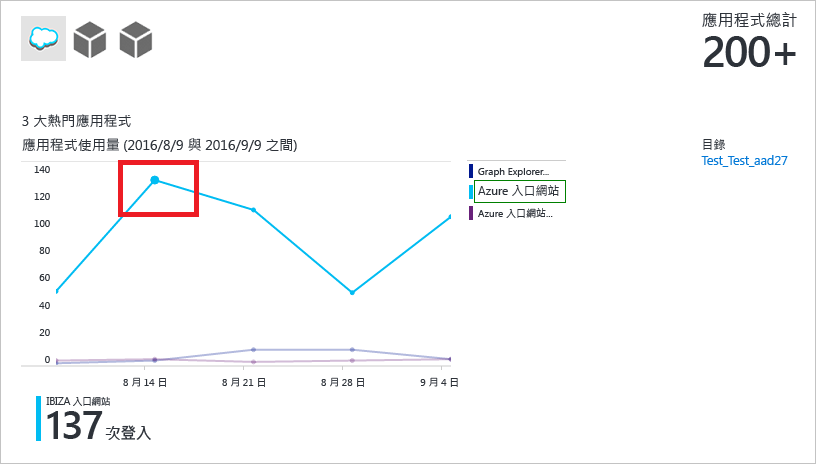 應用程式總計
200+
3 大熱門應用程式
應用程式使用量 (2016/8/9 與 2016/9/9 之間)
目錄
Test_Test_aad27
140
120
100
80
60
40
20
0
Graph Explorer...
Azure 入口網站
Azure 入口網站...
8 月 14 日
8 月 21 日
8 月 28 日
9 月 4 日
IBIZA 入口網站
137 次登入